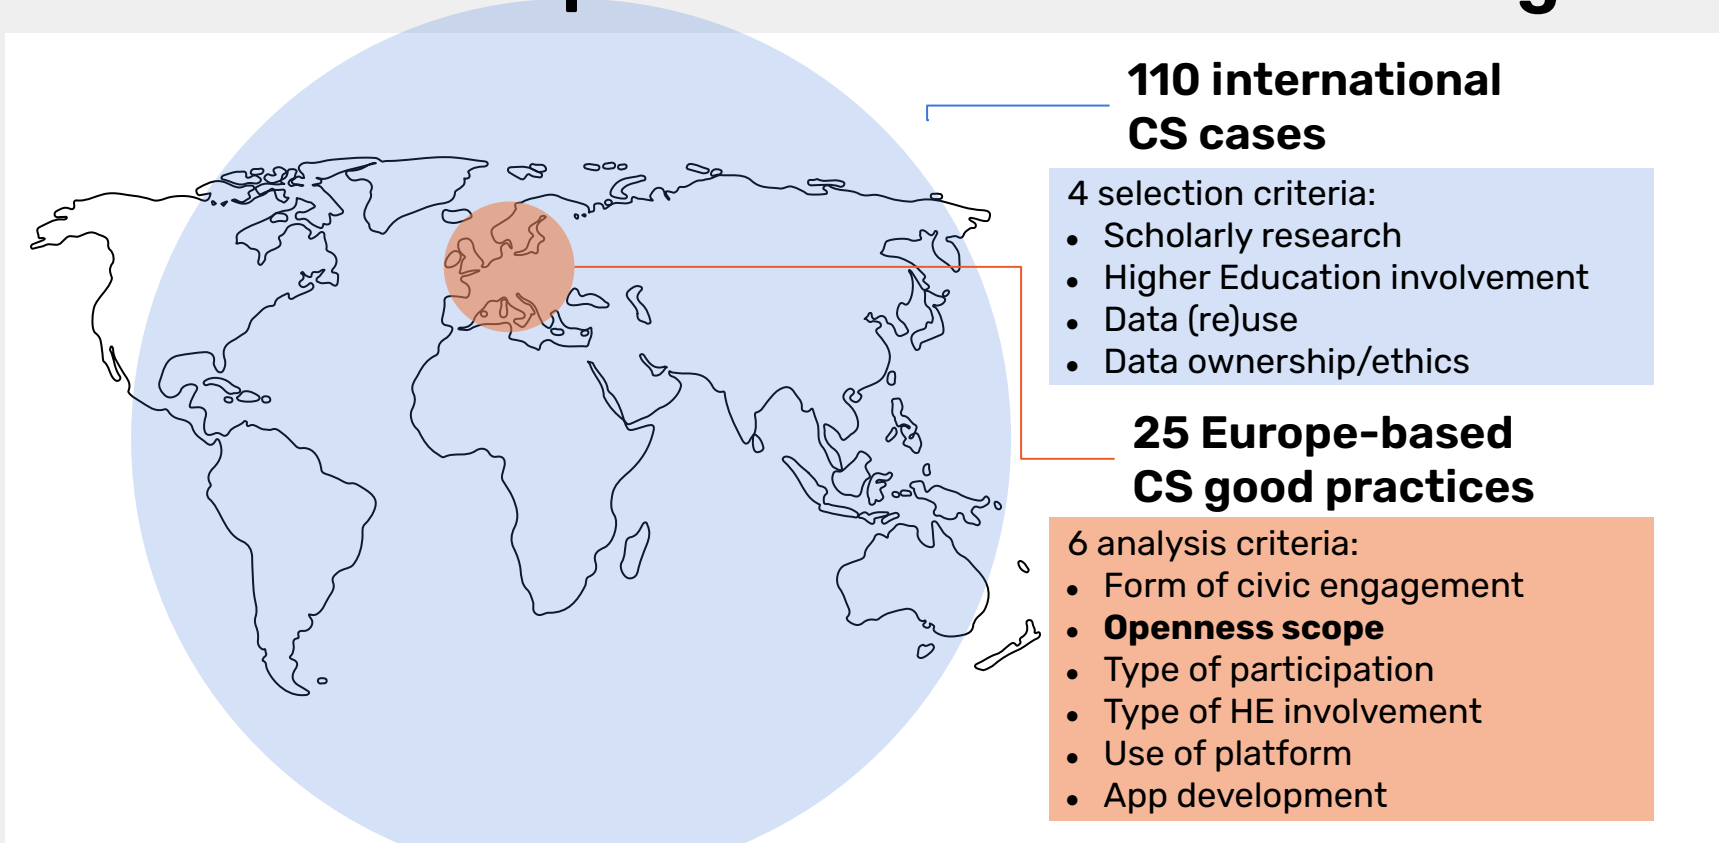 110 international
CS cases
4 selection criteria:
• Scholarly research
• Higher Education involvement
• Data (re)use
• Data ownership/ethics
25 Europe-based
CS good practices
6 analysis criteria:
• Form of civic engagement
• Openness scope
• Type of participation
• Type of HE involvement
• Use of platform
• App development